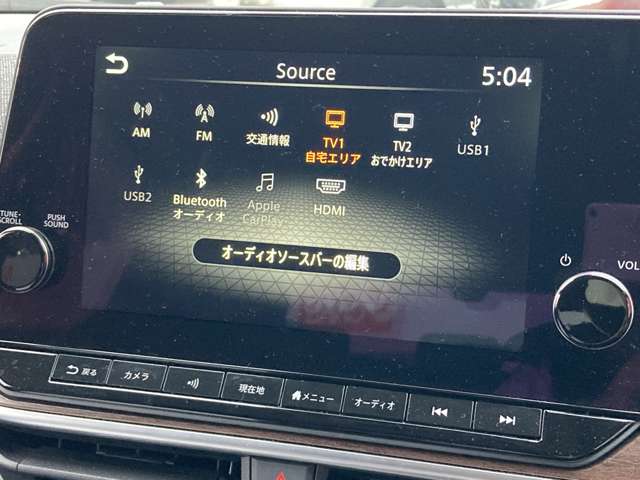 Source
5:04
AM
FM
交通情報
TV1
自宅エリア
TV2
おでかけエリア
USB1
USB2
Bluetooth
オーディオ
Apple
CarPlay
HDMI
オーディオソースバーの編集
TUNE·
SCROLL
PUSH
SOUND
VOL
戻る
カメラ
現在地
メニュー
オーディオ